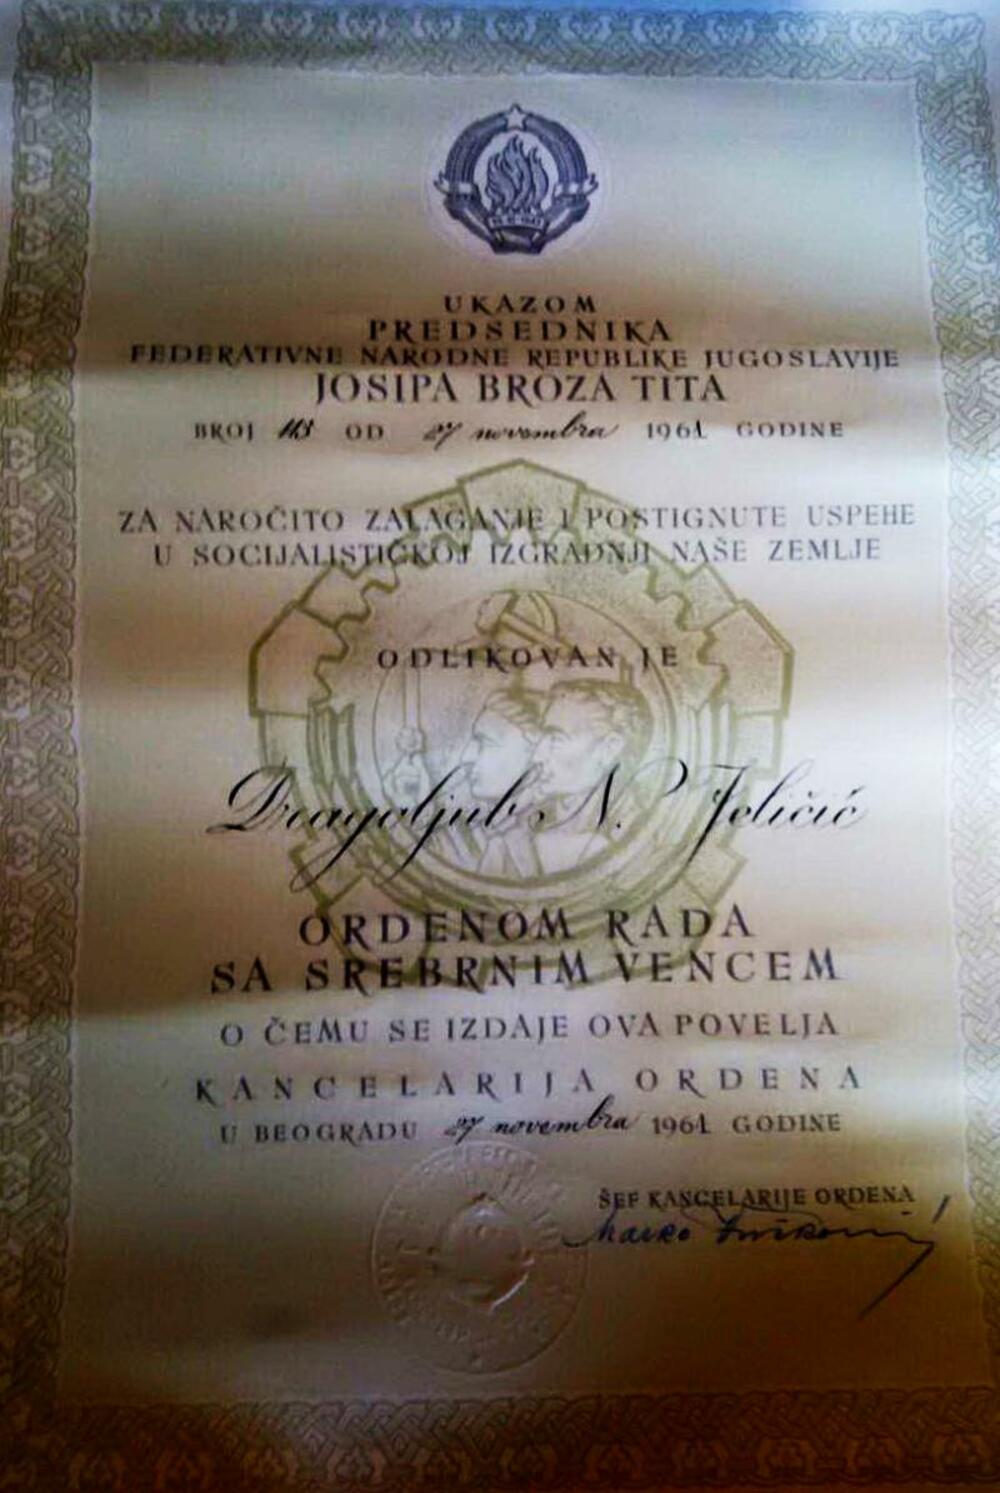 UKAZOM
PREDSEDNIKA
FEDERATIVNE NARODNE REPUBLIKE JUGOSLAVIJE
JOSIPA BROZA TITA
BROJ 113 OD 27 novembra 1961 GODINE
ZA NAROČITO ZALAGANJE I POSTIGNUTE USPEHE
U SOCIJALISTIČKOJ IZGRADNJI NAŠE ZEMLJE
ODLIKOVAN JE
Dragoljub N. Jeličić
ORDENOM RADA
SA SREBRNIM VENCEM
O ČEMU SE IZDAJE OVA POVELJA
KANCELARIJA ORDENA
U BEOGRADU 27 novembra 1961 GODINE
ŠEF KANCELARIJE ORDENA
Marko